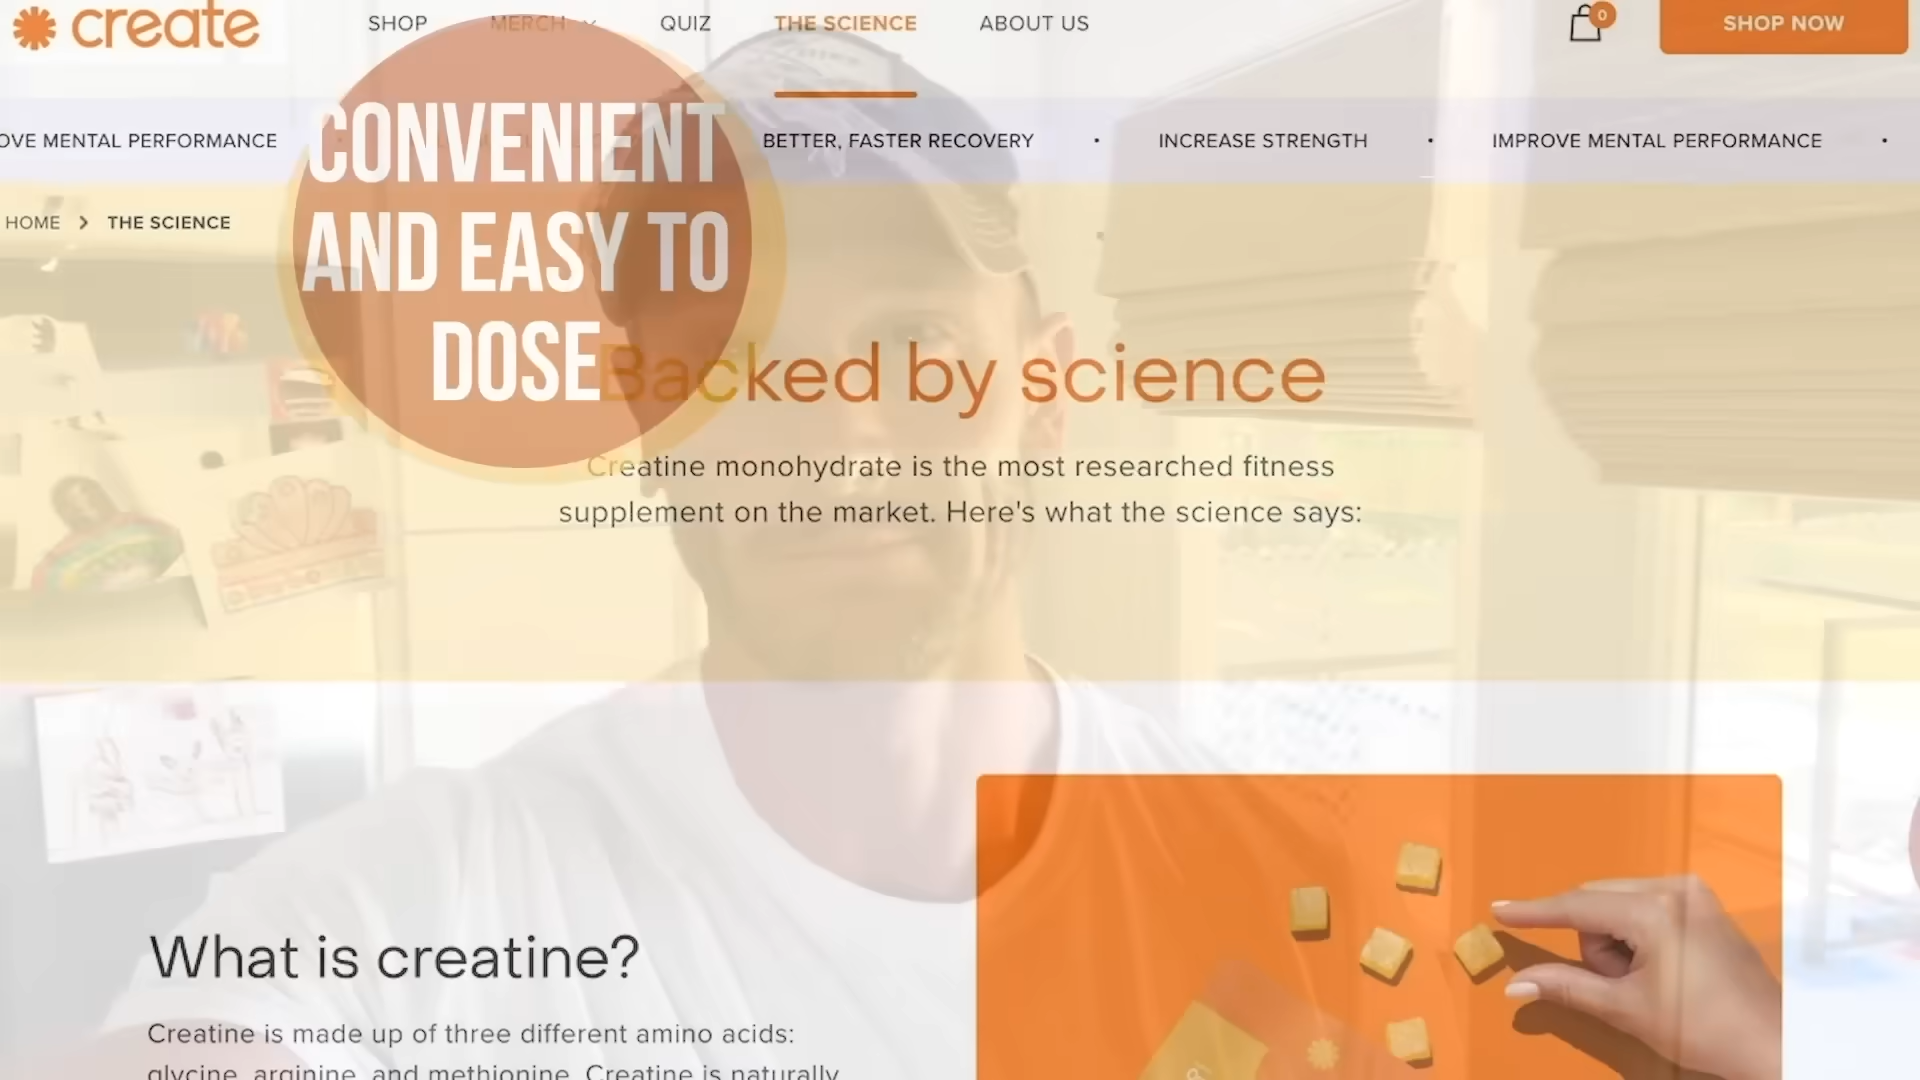 create
SHOP
MERCH
QUIZ
THE SCIENCE
ABOUT US
0
SHOP NOW
OVE MENTAL PERFORMANCE
BETTER, FASTER RECOVERY
·
INCREASE STRENGTH
·
IMPROVE MENTAL PERFORMANCE
·
HOME > THE SCIENCE
CONVENIENT
AND EASY TO
DOSE
Backed by science
Creatine monohydrate is the most researched fitness
supplement on the market. Here's what the science says:
What is creatine?
Creatine is made up of three different amino acids:
glycine, arginine, and methionine. Creatine is naturally